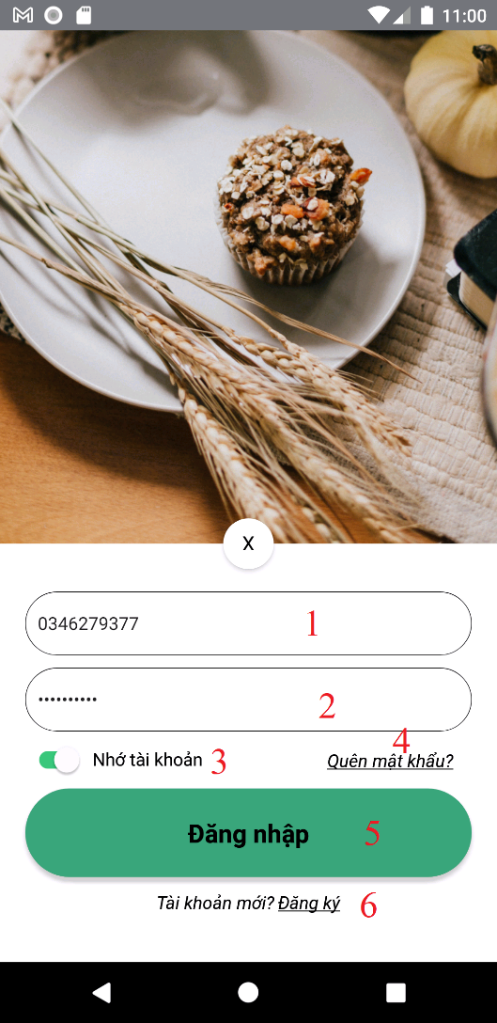 11:00
X
0346279377 1
•••••••••• 2
Nhớ tài khoản 3 Quên mật khẩu? 4
Đăng nhập 5
Tài khoản mới? Đăng ký 6